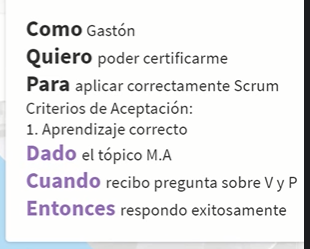 Como Gastón
Quiero poder certificarme
Para aplicar correctamente Scrum
Criterios de Aceptación:
1. Aprendizaje correcto
Dado el tópico M.A
Cuando recibo pregunta sobre V y P
Entonces respondo exitosamente